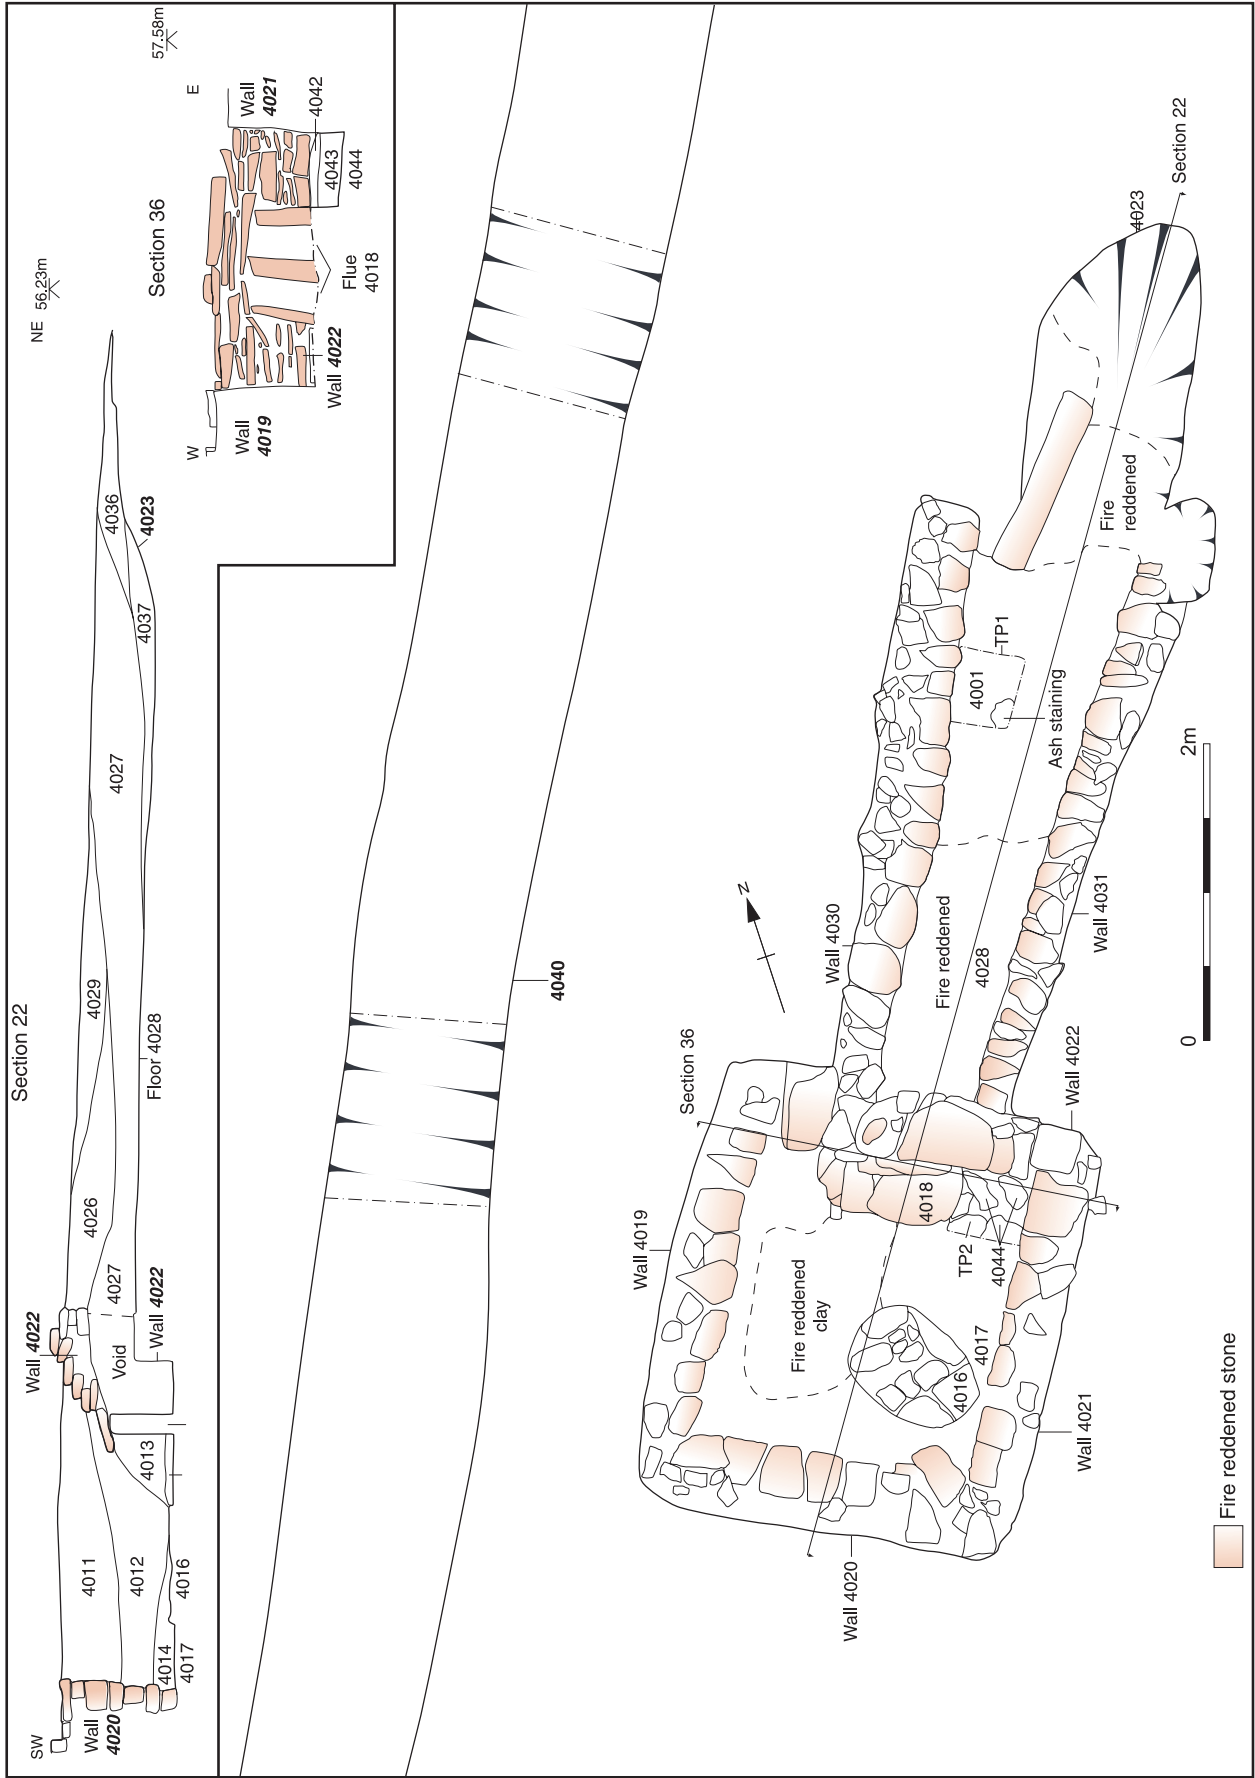 Section 22
SW
NE
56.23m
Wall
4020
4011
4012
4014
4017
4016
4013
Wall 4022
Void
Wall 4022
4027
4026
4029
Floor 4028
4027
4037
4036
4023
Section 36
57.58m
W
E
Wall
4019
Wall 4022
Flue
4018
Wall
4021
4042
4043
4044
4040
N
Section 36
Section 22
4023
Wall 4019
Wall 4020
Wall 4021
Wall 4022
Wall 4030
Wall 4031
Fire reddened
clay
4016
4017
4018
TP2
4044
Fire reddened
4028
Ash staining
4001
TP1
Fire
reddened
0
2m
Fire reddened stone